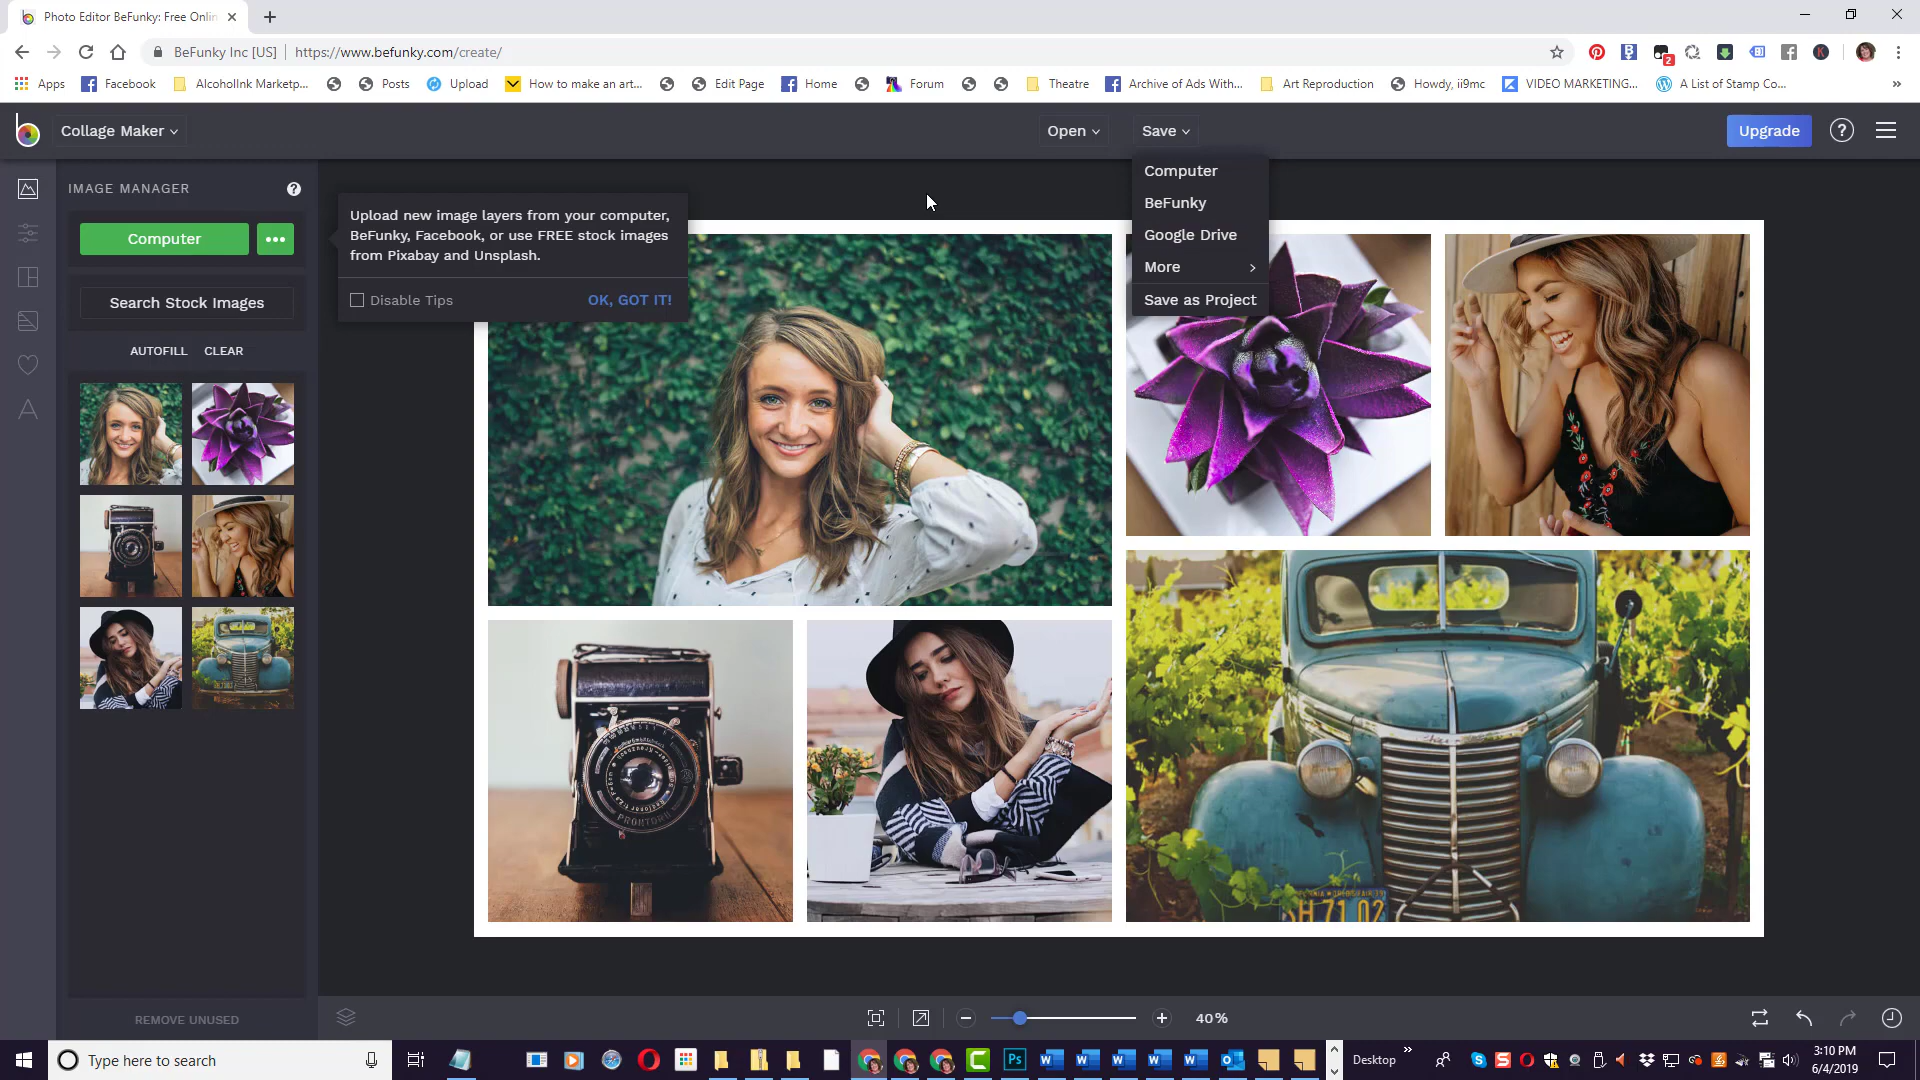 Photo Editor BeFunky: Free Onlin
BeFunky Inc [US]
https://www.befunky.com/create/
2
Apps
Facebook
AlcoholInk Marketp...
Posts
Upload
How to make an art...
Edit Page
Home
Forum
Theatre
Archive of Ads With...
Art Reproduction
Howdy, ii9mc
VIDEO MARKETING...
A List of Stamp Co...
Collage Maker
Open
Save
Upgrade
?
IMAGE MANAGER
?
Computer
Search Stock Images
AUTOFILL CLEAR
REMOVE UNUSED
Upload new image layers from your computer,
BeFunky, Facebook, or use FREE stock images
from Pixabay and Unsplash.
Disable Tips
OK, GOT IT!
Computer
BeFunky
Google Drive
More
Save as Project
PRONTOR
H 71 02
40%
Type here to search
Ps
Desktop
3:10 PM
6/4/2019